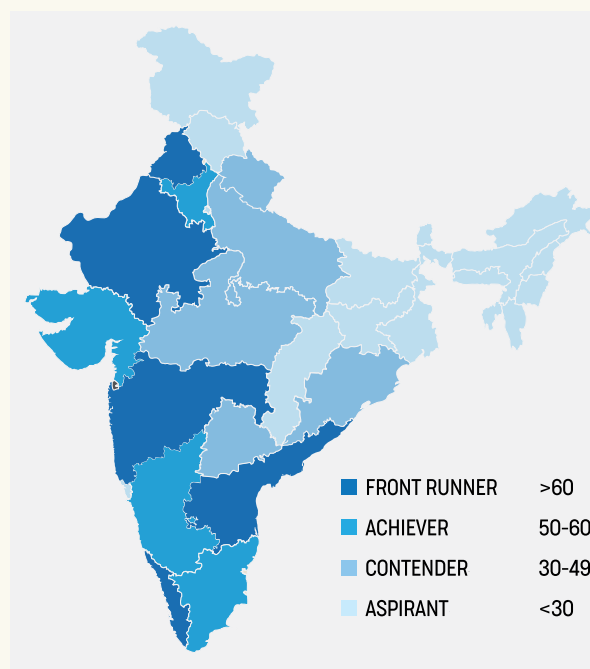 FRONT RUNNER >60
ACHIEVER 50-60
CONTENDER 30-49
ASPIRANT <30